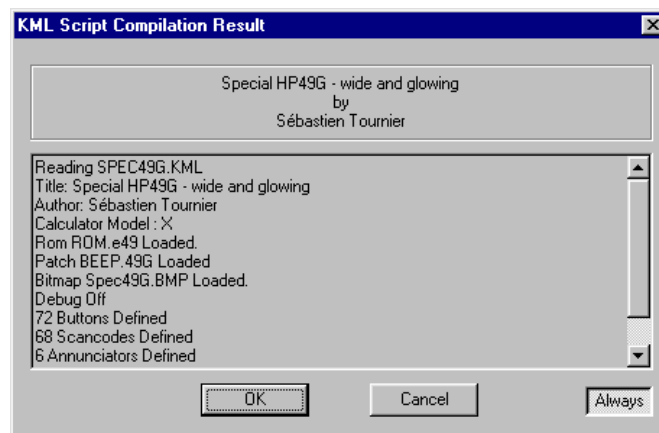 KML Script Compilation Result
Special HP49G - wide and glowing
by
Sébastien Tournier
Reading SPEC49G.KML
Title: Special HP49G - wide and glowing
Author: Sébastien Tournier
Calculator Model : X
Rom ROM.e49 Loaded.
Patch BEEP.49G Loaded
Bitmap Spec49G.BMP Loaded.
Debug Off
72 Buttons Defined
68 Scancodes Defined
6 Annunciators Defined
OK Cancel Always